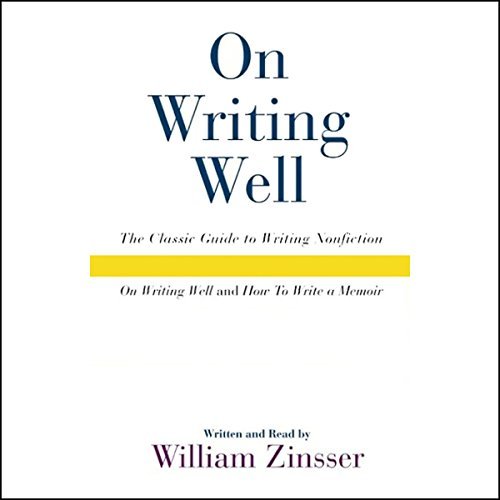 On
Writing
Well
The Classic Guide to Writing Nonfiction
On Writing Well and How To Write a Memoir
Written and Read by
William Zinsser